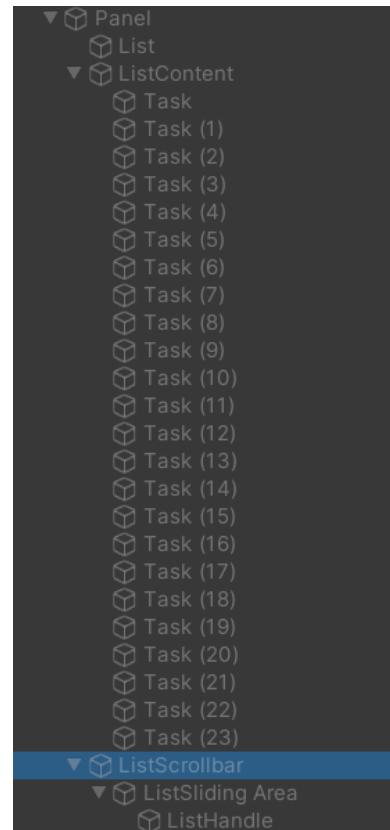 Panel
List
ListContent
Task
Task (1)
Task (2)
Task (3)
Task (4)
Task (5)
Task (6)
Task (7)
Task (8)
Task (9)
Task (10)
Task (11)
Task (12)
Task (13)
Task (14)
Task (15)
Task (16)
Task (17)
Task (18)
Task (19)
Task (20)
Task (21)
Task (22)
Task (23)
ListScrollbar
ListSliding Area
ListHandle